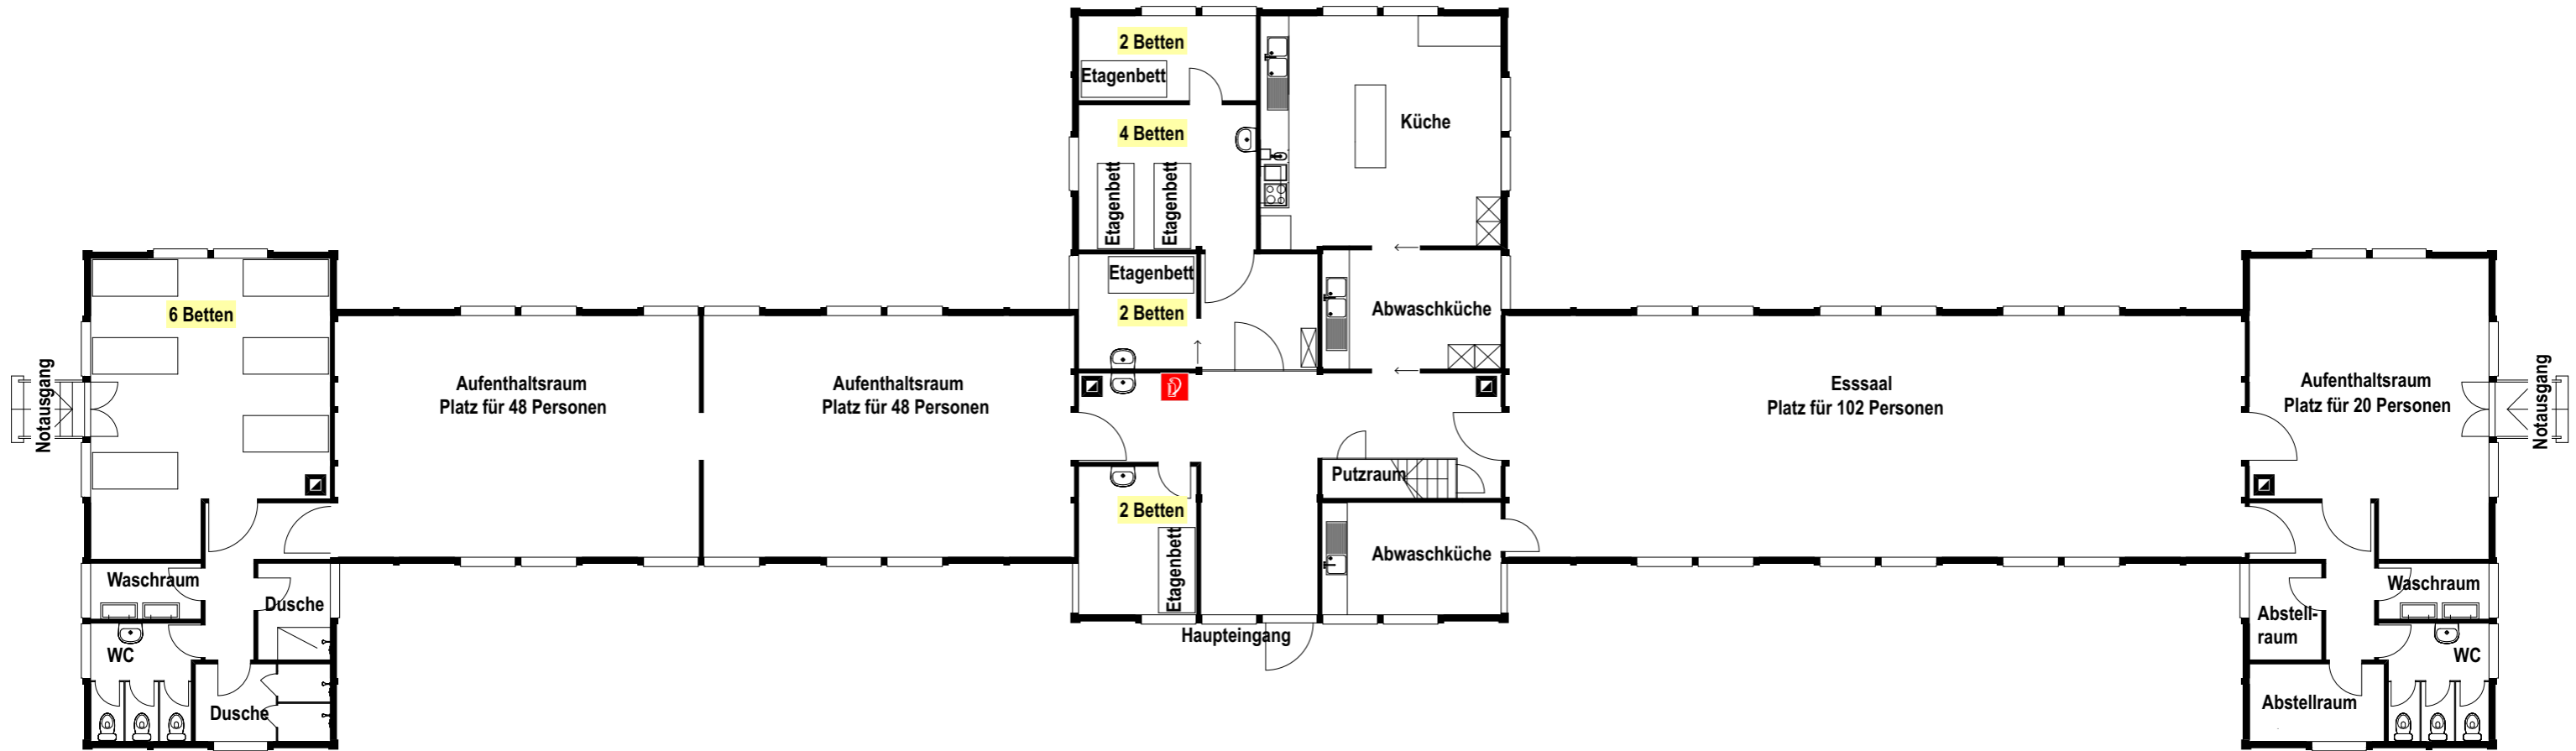 2 Betten
Etagenbett
4 Betten
Etagenbett
Etagenbett
Küche
Etagenbett
2 Betten
Abwaschküche
6 Betten
Notausgang
Aufenthaltsraum
Platz für 48 Personen
Aufenthaltsraum
Platz für 48 Personen
Esssaal
Platz für 102 Personen
Aufenthaltsraum
Platz für 20 Personen
Notausgang
Putzraum
2 Betten
Etagenbett
Abwaschküche
Haupteingang
Waschraum
Dusche
WC
Dusche
Waschraum
Abstell-
raum
WC
Abstellraum